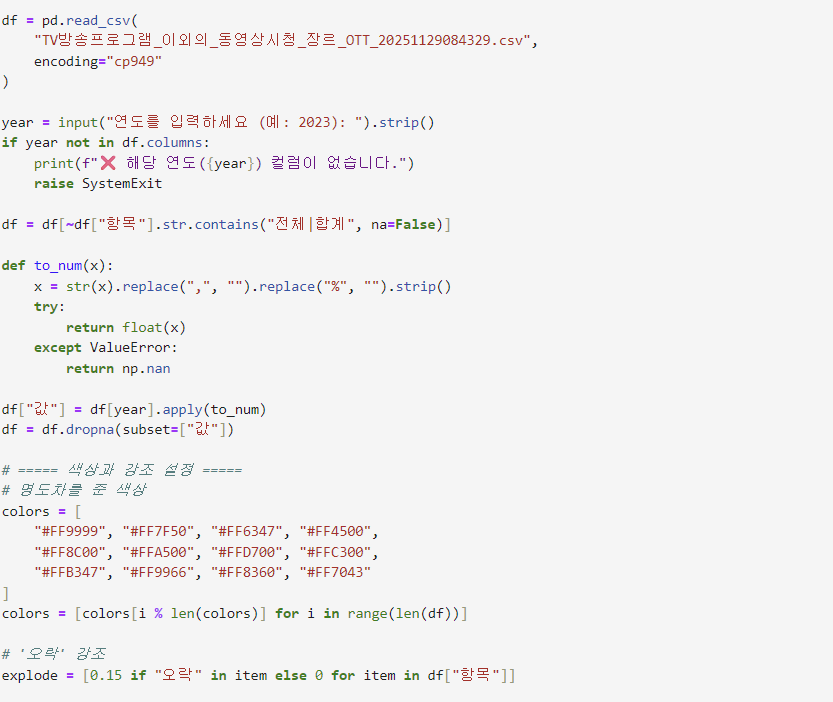 df = pd.read_csv(
    "TV방송프로그램_이외의_동영상시청_장르_OTT_20251129084329.csv",
    encoding="cp949"
)
year = input("연도를 입력하세요 (예: 2023): ").strip()
if year not in df.columns:
    print(f"❌ 해당 연도({year}) 컬럼이 없습니다.")
    raise SystemExit
df = df[~df["항목"].str.contains("전체|합계", na=False)]
def to_num(x):
    x = str(x).replace(",", "").replace("%", "").strip()
    try:
        return float(x)
    except ValueError:
        return np.nan
df["값"] = df[year].apply(to_num)
df = df.dropna(subset=["값"])
# ===== 색상과 강조 설정 =====
# 명도차를 준 색상
colors = [
    "#FF9999", "#FF7F50", "#FF6347", "#FF4500",
    "#FF8C00", "#FFA500", "#FFD700", "#FFC300",
    "#FFB347", "#FF9966", "#FF8360", "#FF7043"
]
colors = [colors[i % len(colors)] for i in range(len(df))]
# '오락' 강조
explode = [0.15 if "오락" in item else 0 for item in df["항목"]]